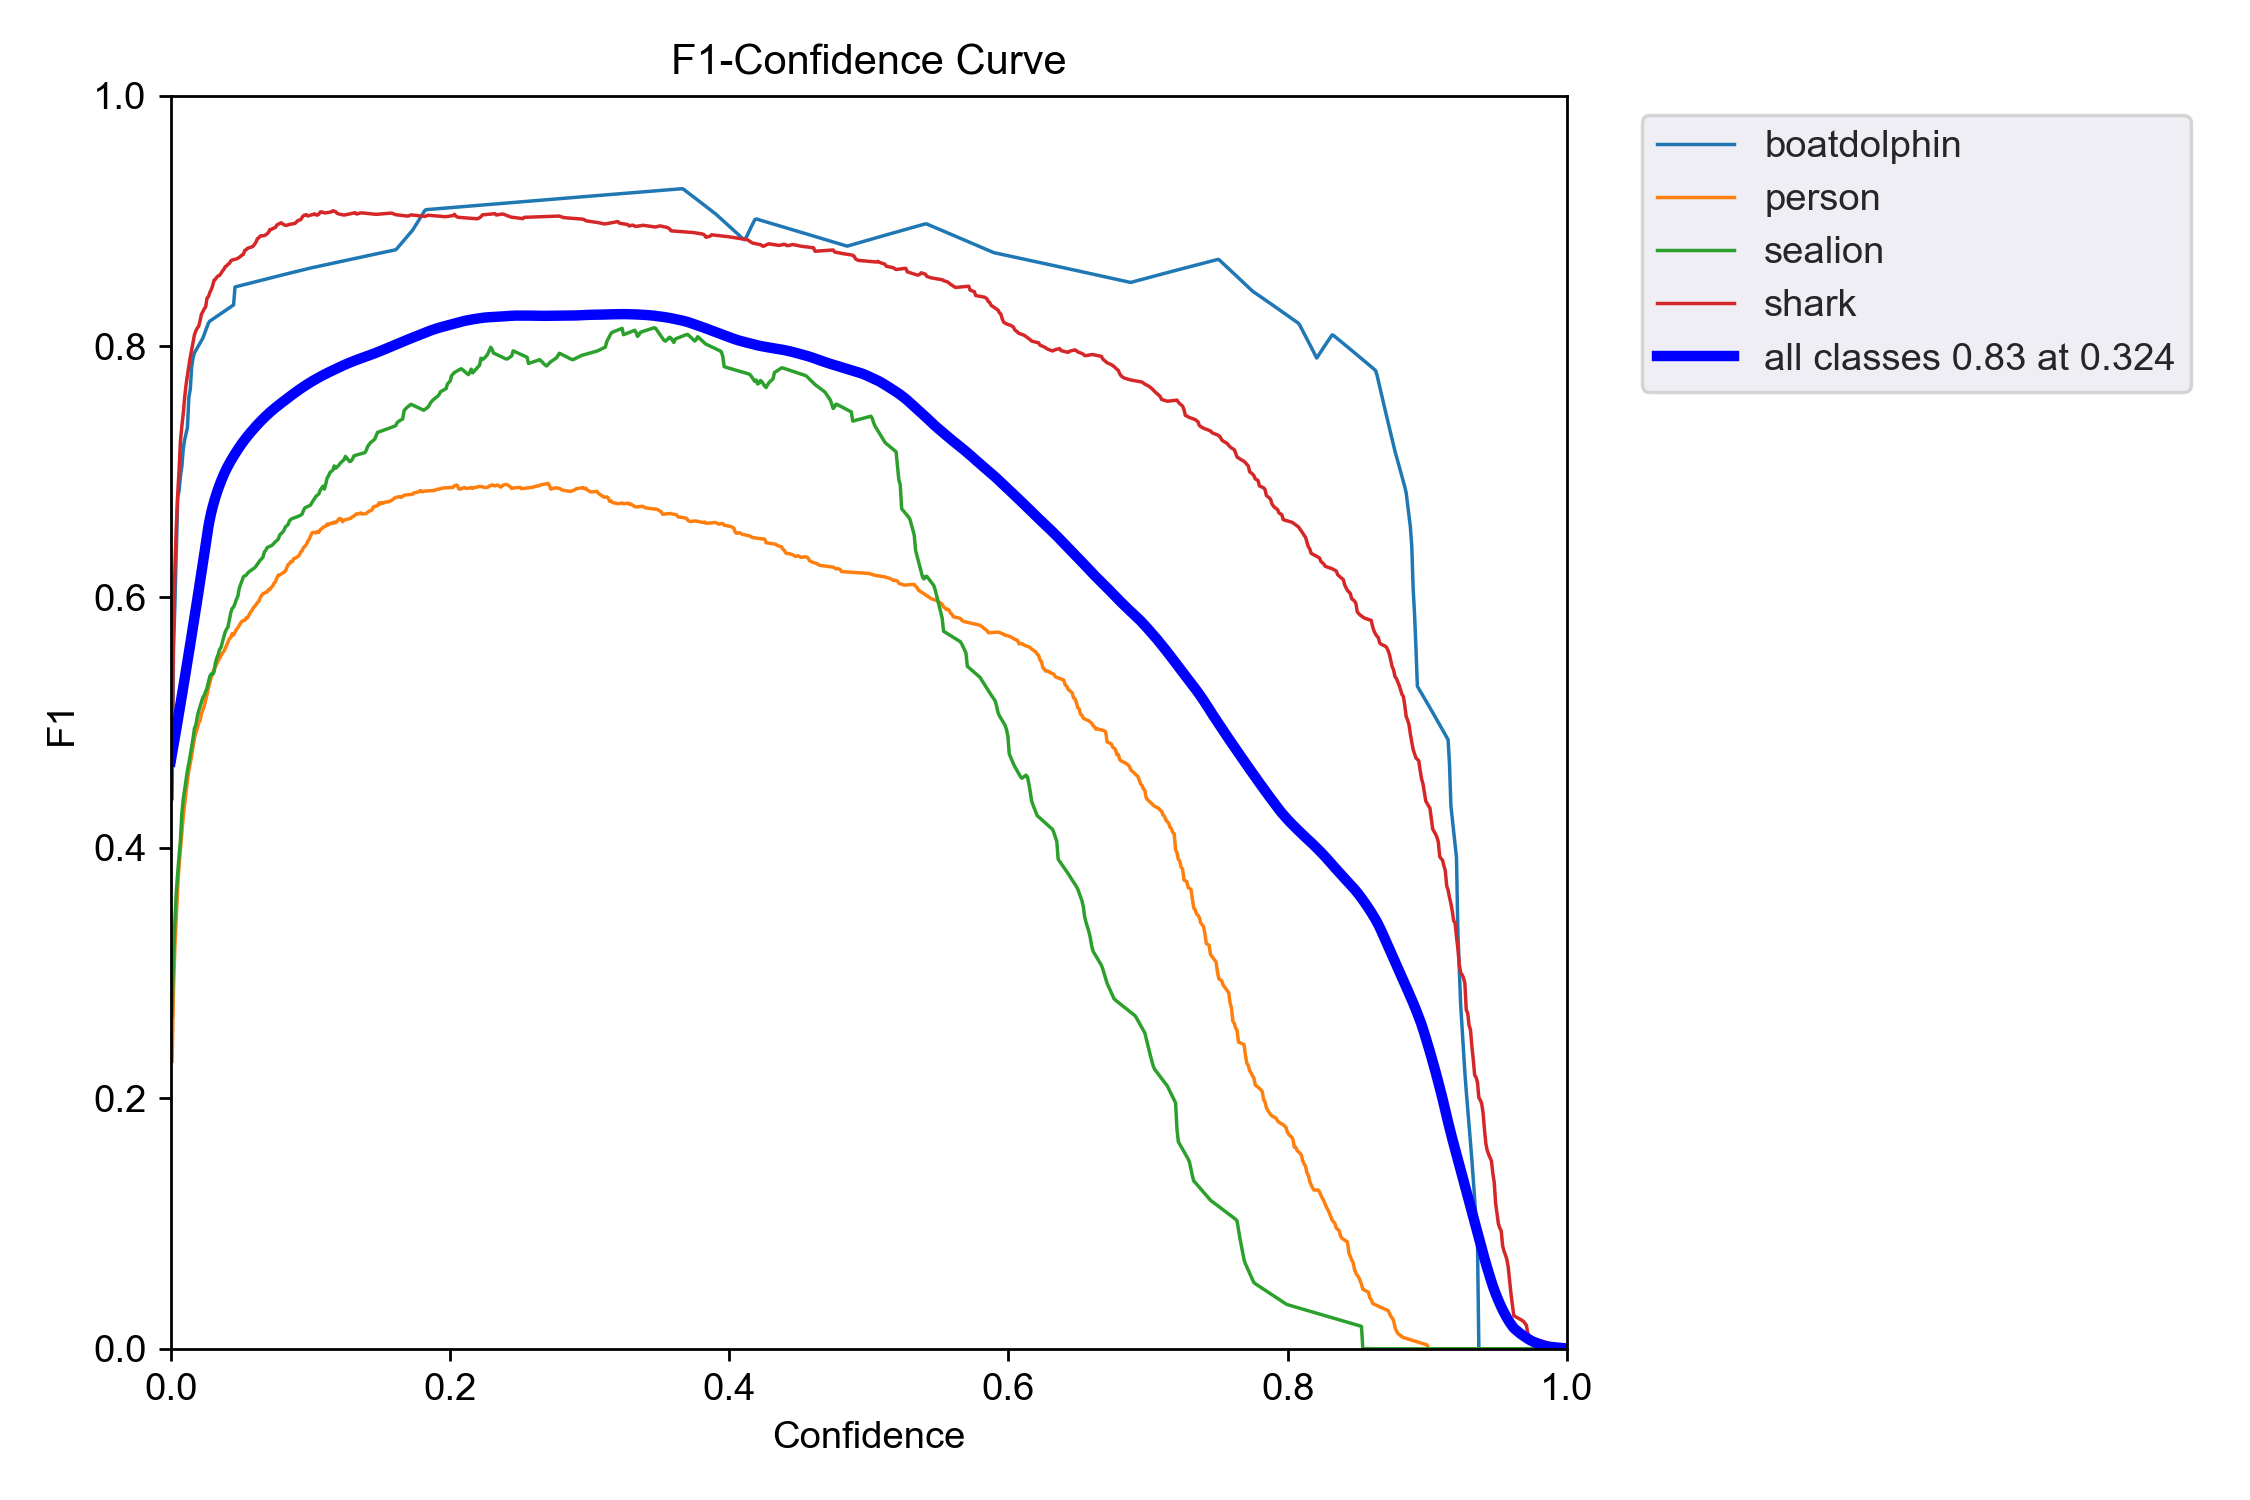 F1-Confidence Curve
1.0
0.8
0.6
0.4
0.2
0.0
F1
0.0 0.2 0.4 0.6 0.8 1.0
Confidence
boatdolphin
person
sealion
shark
all classes 0.83 at 0.324